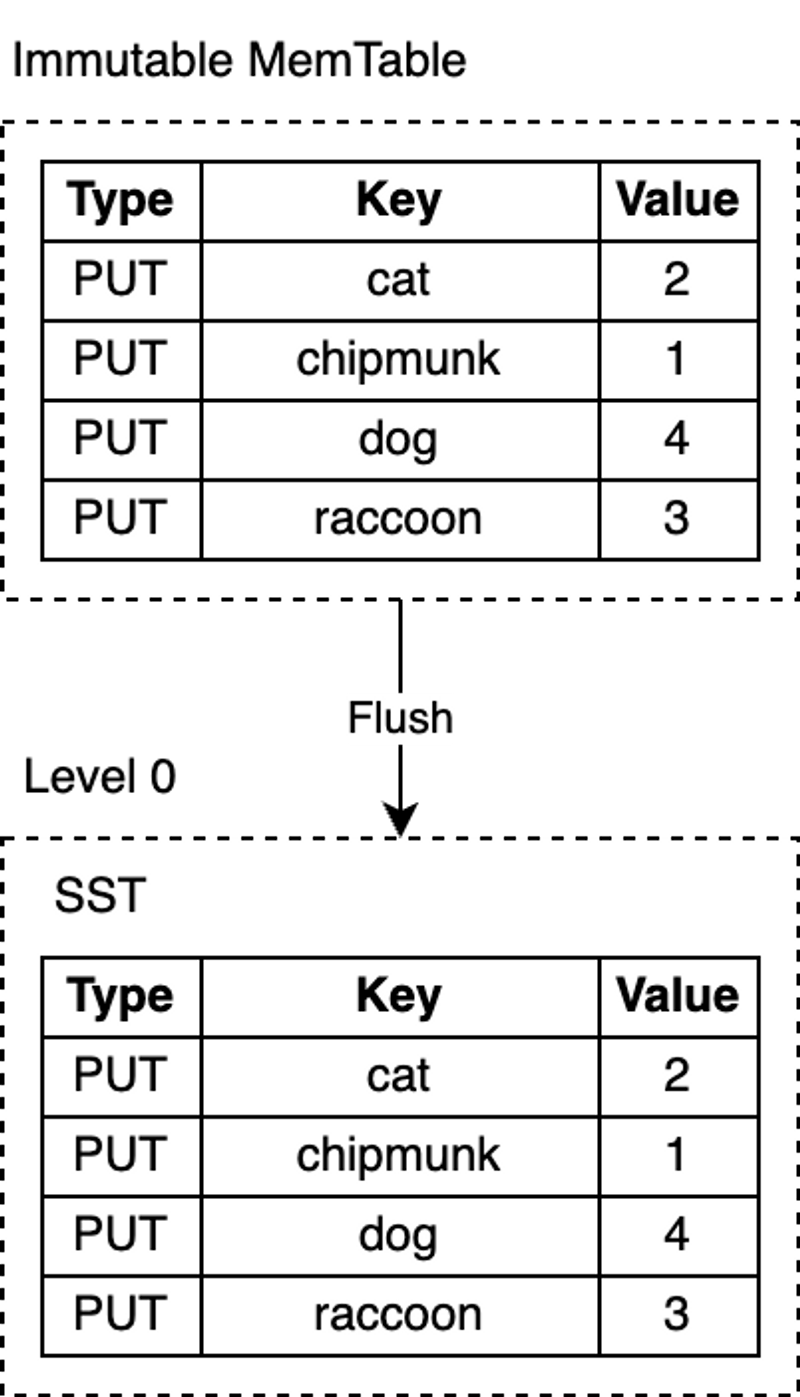 Immutable MemTable
Type Key Value
PUT cat 2
PUT chipmunk 1
PUT dog 4
PUT raccoon 3
Flush
Level 0
SST
Type Key Value
PUT cat 2
PUT chipmunk 1
PUT dog 4
PUT raccoon 3